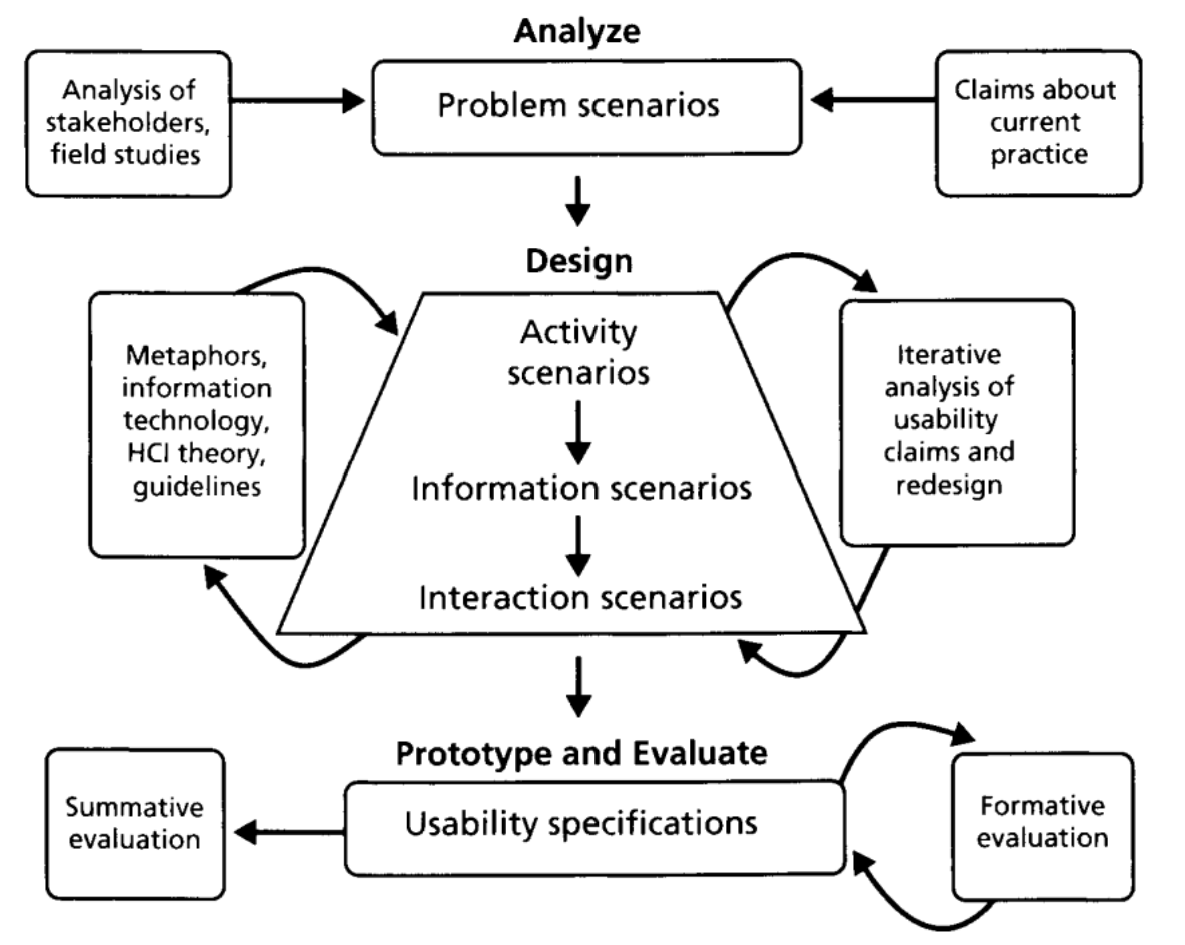 Analyze
Analysis of
stakeholders,
field studies
Problem scenarios
Claims about
current
practice
Design
Metaphors,
information
technology,
HCI theory,
guidelines
Activity
scenarios
Information scenarios
Interaction scenarios
Iterative
analysis of
usability
claims and
redesign
Prototype and Evaluate
Summative
evaluation
Usability specifications
Formative
evaluation